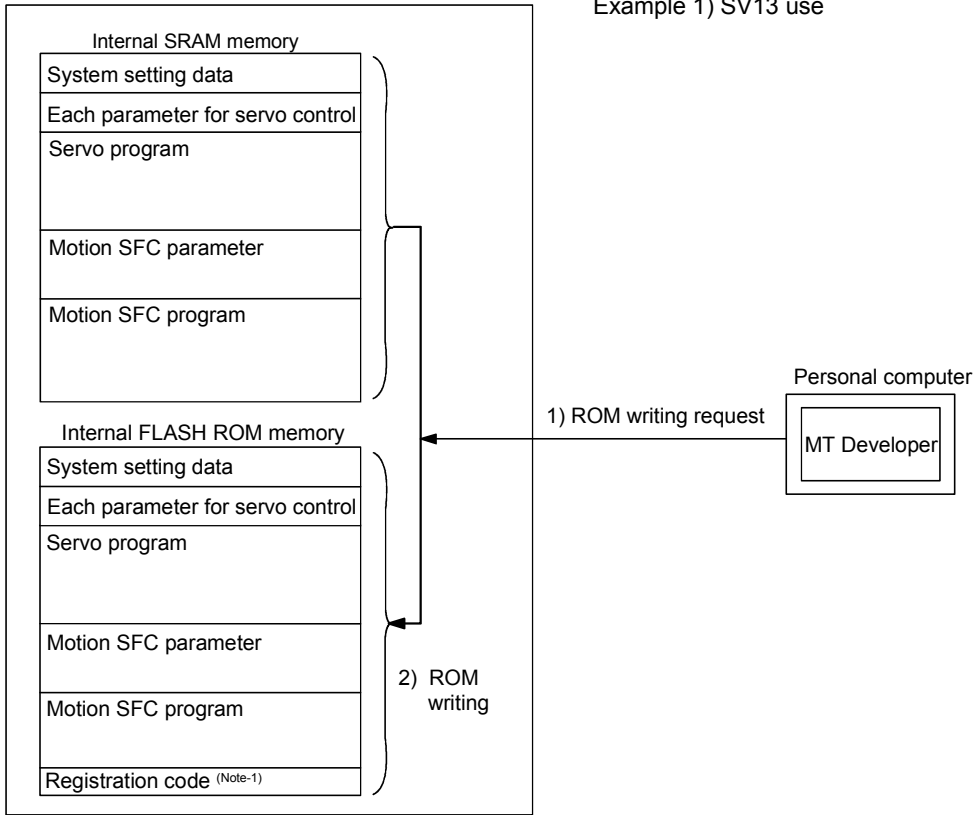 Example 1) SV13 use
Internal SRAM memory
System setting data
Each parameter for servo control
Servo program
Motion SFC parameter
Motion SFC program
Internal FLASH ROM memory
System setting data
Each parameter for servo control
Servo program
Motion SFC parameter
Motion SFC program
Registration code (Note-1)
2) ROM
writing
1) ROM writing request
Personal computer
MT Developer